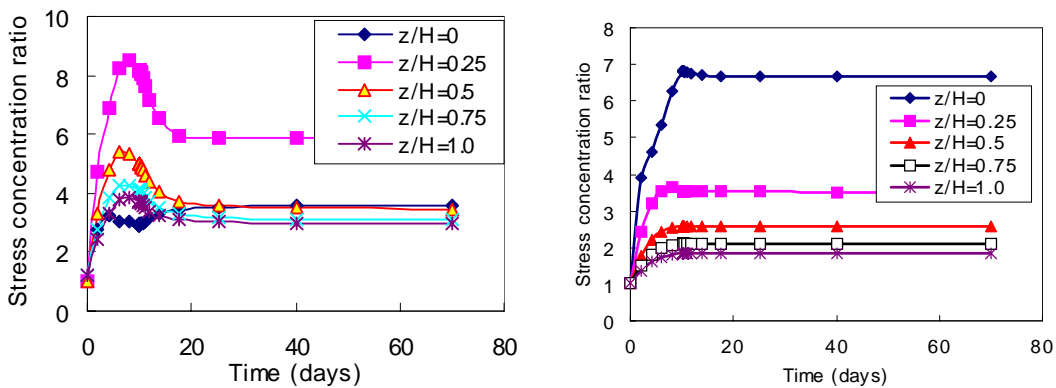 Stress concentration ratio
10
8
6
4
2
0
0 20 40 60 80
Time (days)
z/H=0
z/H=0.25
z/H=0.5
z/H=0.75
z/H=1.0
Stress concentration ratio
8
7
6
5
4
3
2
1
0
0 20 40 60 80
Time (days)
z/H=0
z/H=0.25
z/H=0.5
z/H=0.75
z/H=1.0